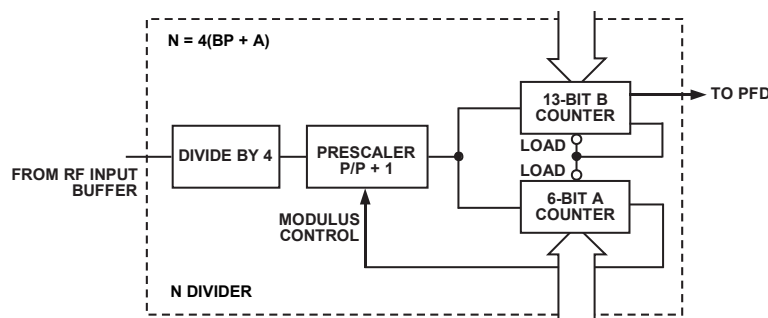 N = 4(BP + A)
13-BIT B
COUNTER
TO PFD
DIVIDE BY 4
PRESCALER
P/P + 1
LOAD
LOAD
FROM RF INPUT
BUFFER
6-BIT A
COUNTER
MODULUS
CONTROL
N DIVIDER